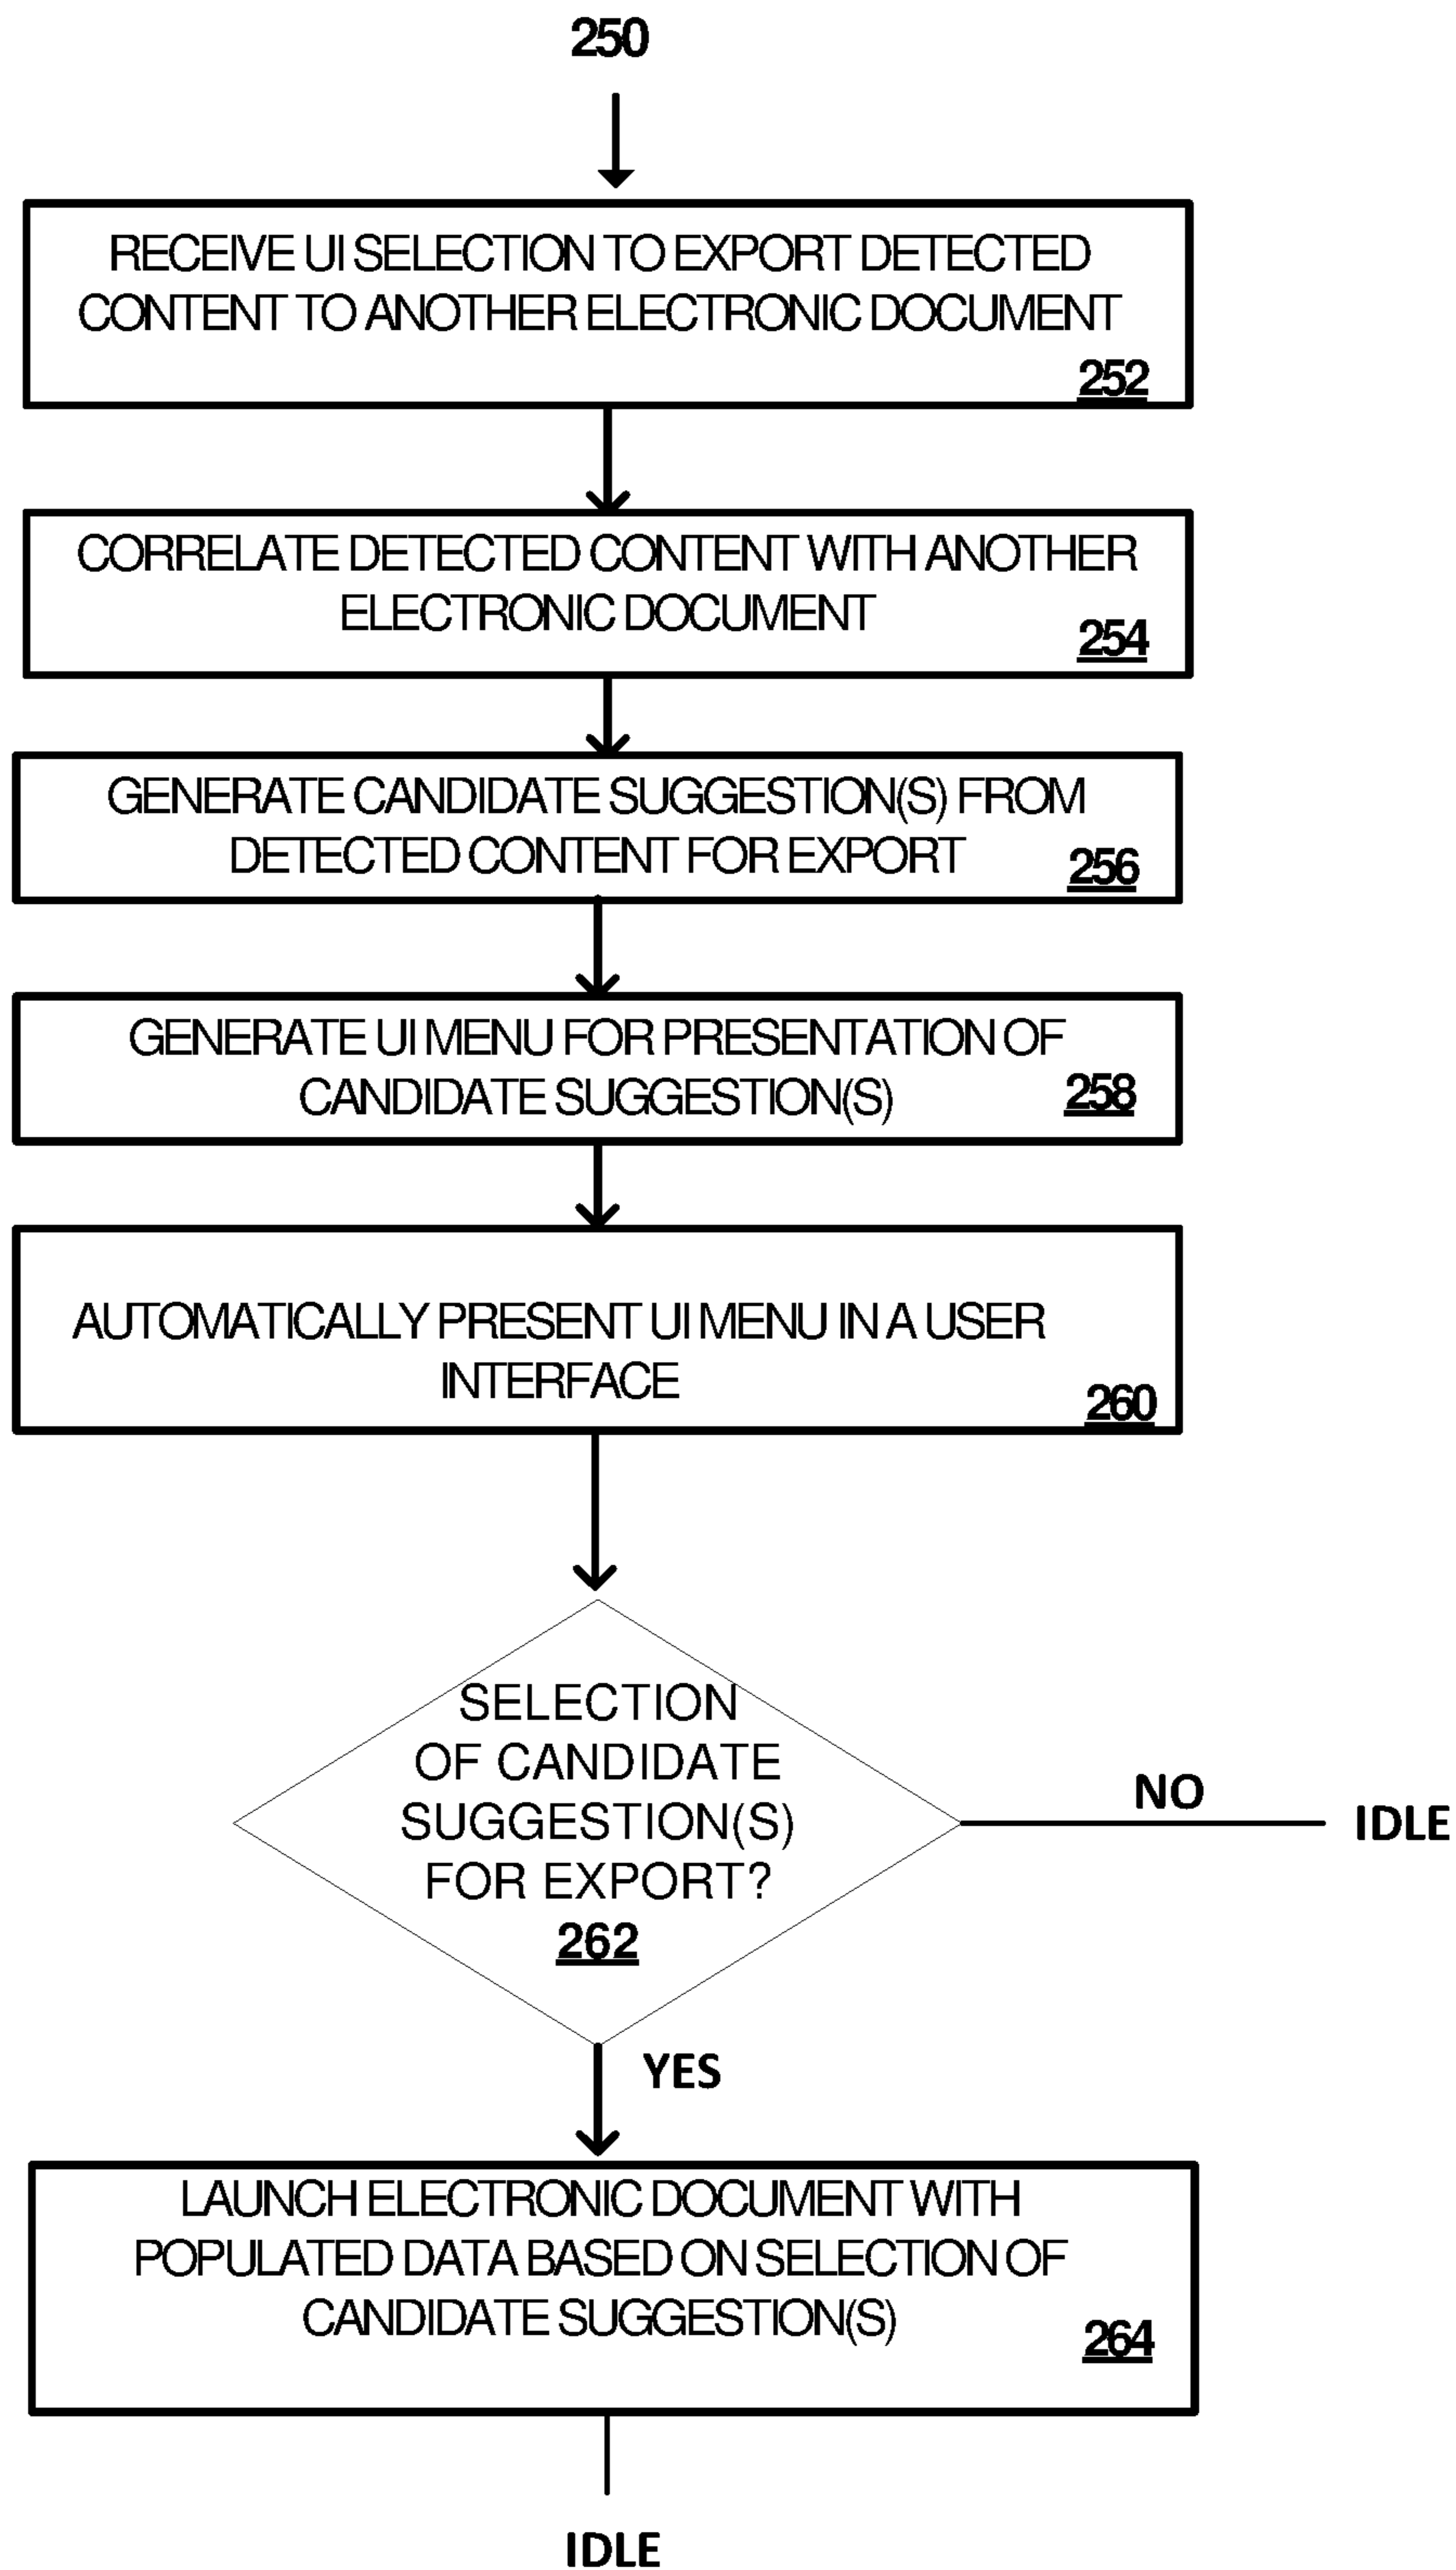 250
RECEIVE UI SELECTION TO EXPORT DETECTED
CONTENT TO ANOTHER ELECTRONIC DOCUMENT
252
CORRELATE DETECTED CONTENT WITH ANOTHER
ELECTRONIC DOCUMENT
254
GENERATE CANDIDATE SUGGESTION(S) FROM
DETECTED CONTENT FOR EXPORT
256
GENERATE UI MENU FOR PRESENTATION OF
CANDIDATE SUGGESTION(S)
258
AUTOMATICALLY PRESENT UI MENU IN A USER
INTERFACE
260
SELECTION
OF CANDIDATE
SUGGESTION(S)
FOR EXPORT?
262
NO
IDLE
YES
LAUNCH ELECTRONIC DOCUMENT WITH
POPULATED DATA BASED ON SELECTION OF
CANDIDATE SUGGESTION(S)
264
IDLE